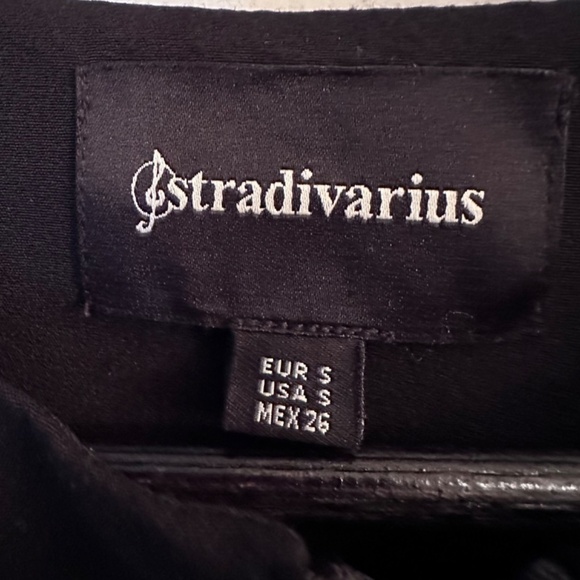 stradivarius
EUR S
USA S
MEX 26